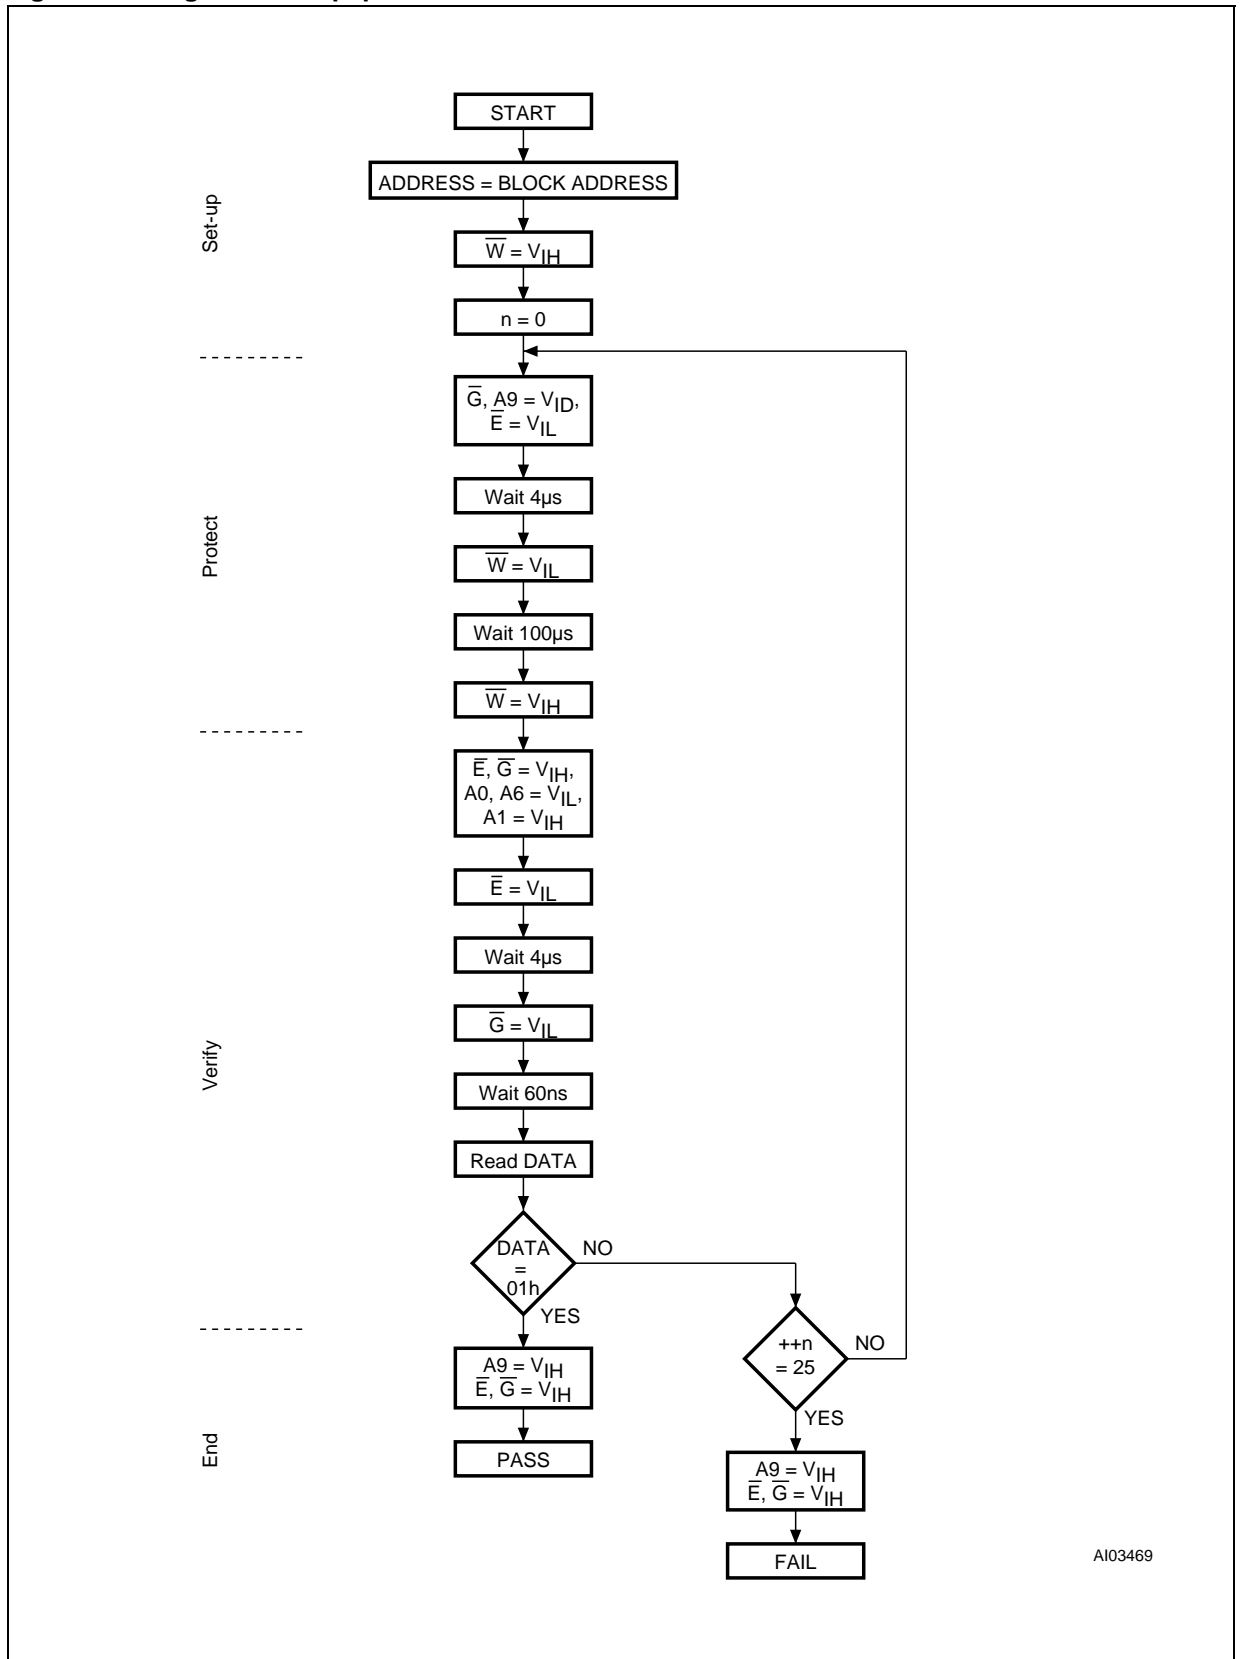 START
ADDRESS = BLOCK ADDRESS
Set-up
W̅ = VIH
n = 0
G̅, A9 = VID,
E̅ = VIL
Wait 4µs
Protect
W̅ = VIL
Wait 100µs
W̅ = VIH
E̅, G̅ = VIH,
A0, A6 = VIL,
A1 = VIH
E̅ = VIL
Wait 4µs
G̅ = VIL
Verify
Wait 60ns
Read DATA
DATA
=
01h
NO
YES
++n
= 25
NO
YES
A9 = VIH
E̅, G̅ = VIH
End
PASS
A9 = VIH
E̅, G̅ = VIH
FAIL
AI03469